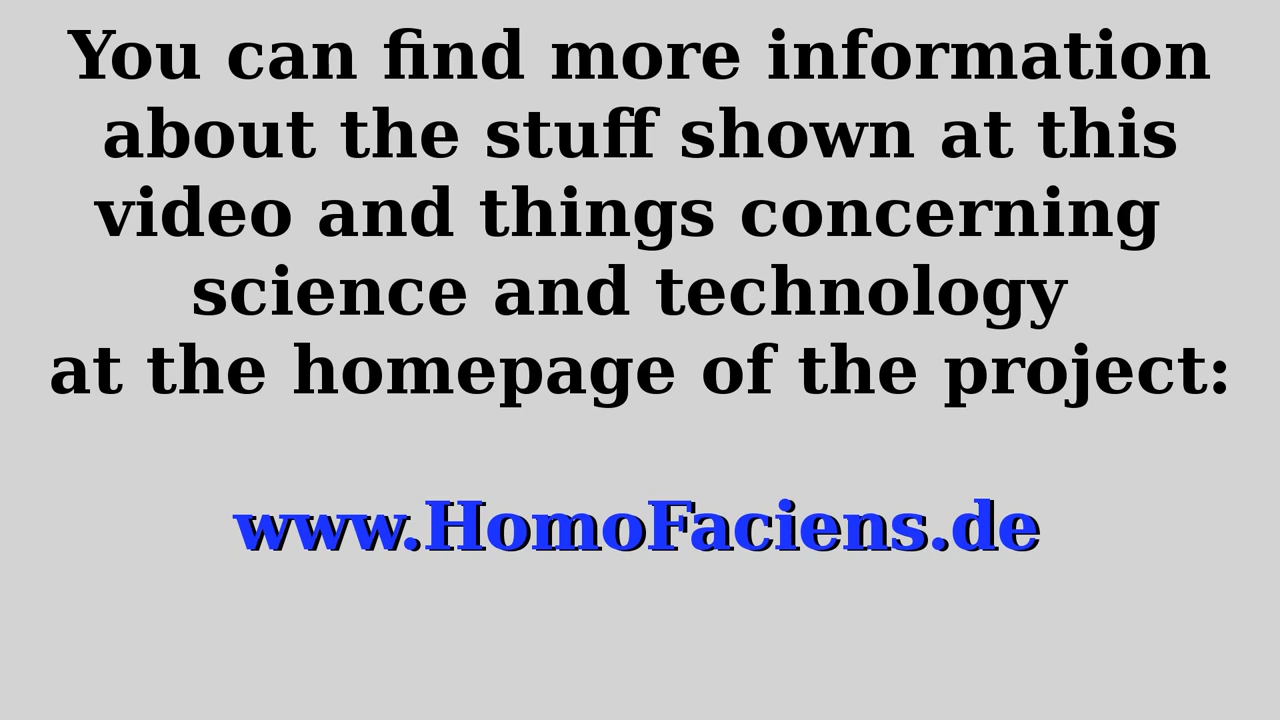 You can find more information
about the stuff shown at this
video and things concerning
science and technology
at the homepage of the project:
www.HomoFaciens.de